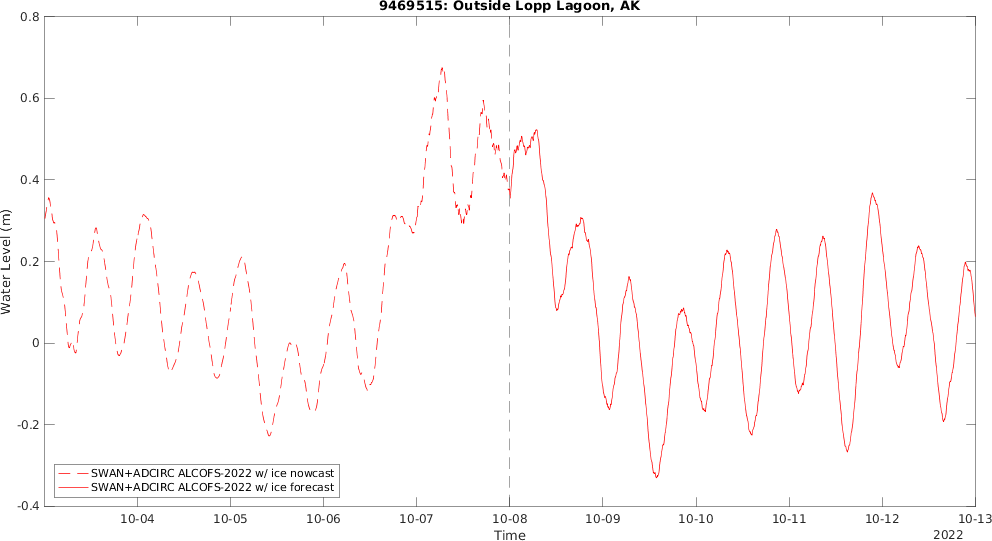 9469515: Outside Lopp Lagoon, AK
0.8
0.6
0.4
0.2
0
-0.2
-0.4
Water Level (m)
SWAN+ADCIRC ALCOFS-2022 w/ ice nowcast
SWAN+ADCIRC ALCOFS-2022 w/ ice forecast
10-04 10-05 10-06 10-07 10-08 10-09 10-10 10-11 10-12 10-13
Time
2022